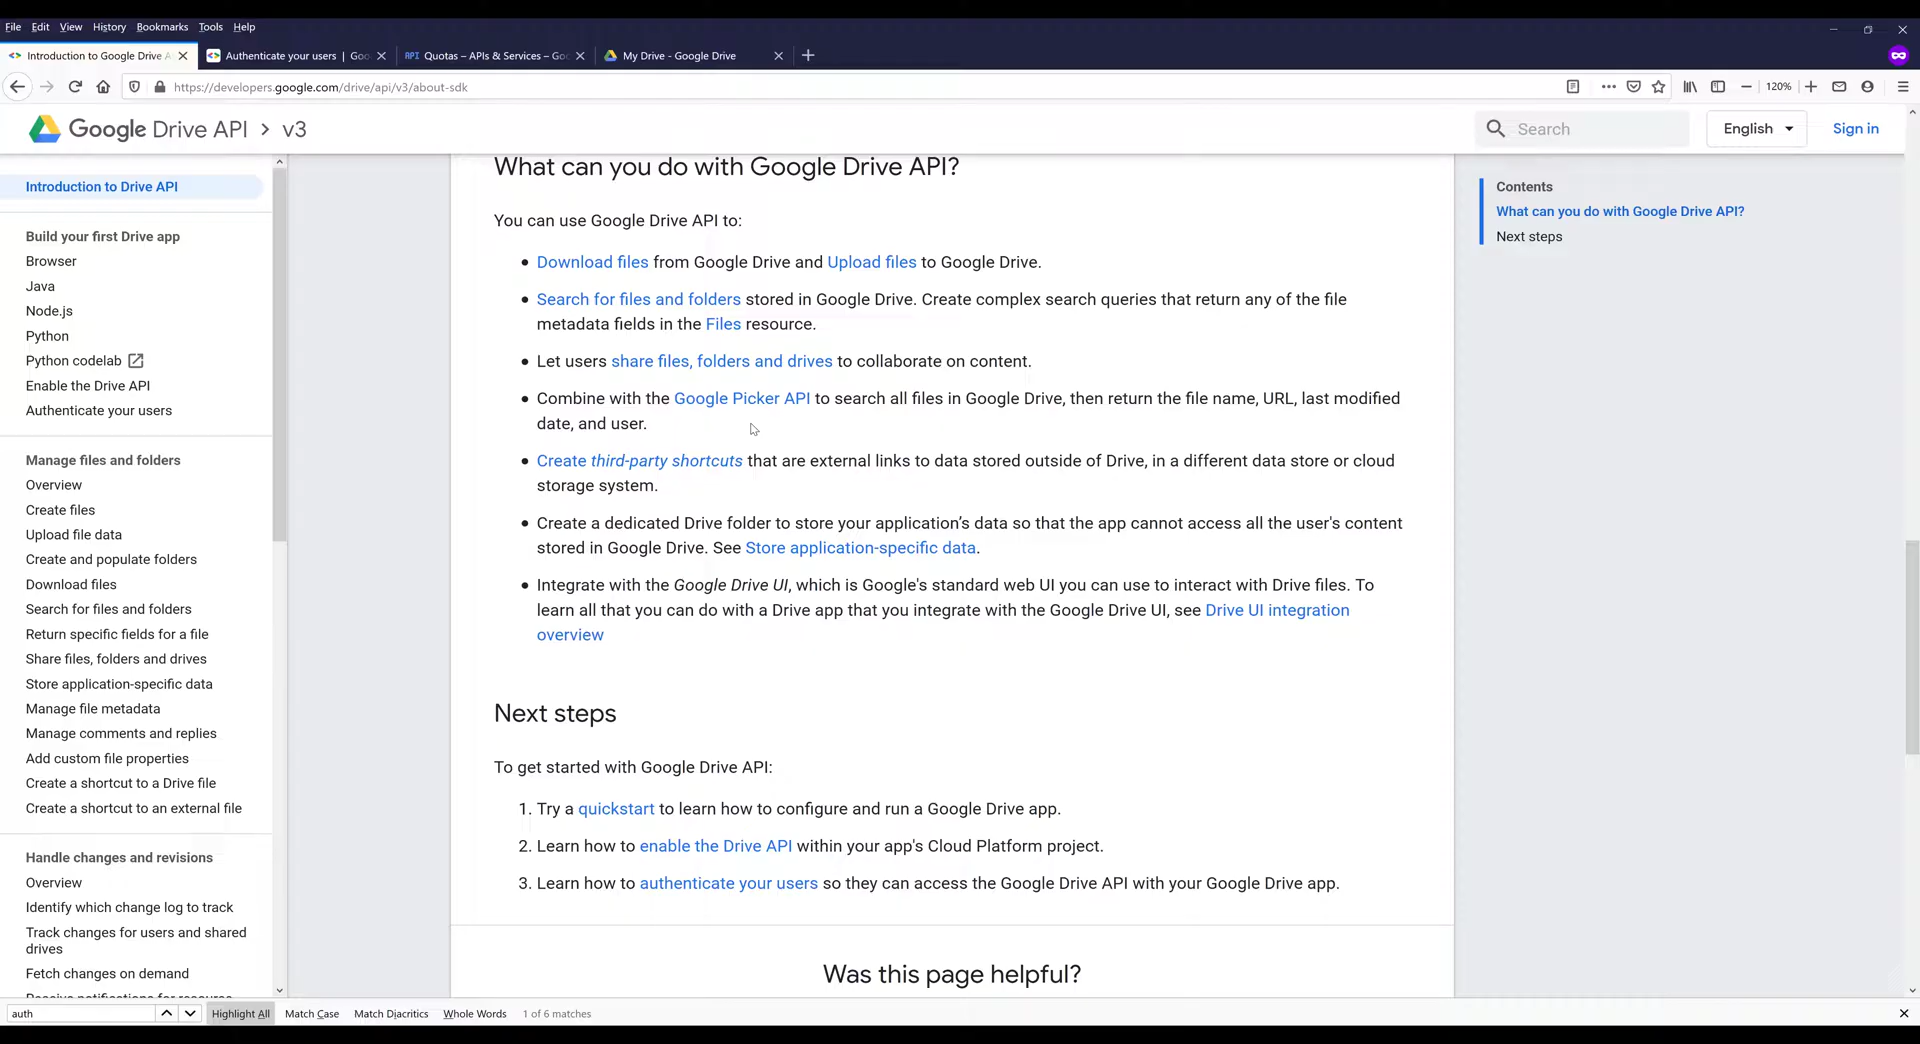 File Edit View History Bookmarks Tools Help
Introduction to Google Drive A
Authenticate your users | Goo
API Quotas – APIs & Services – Goo
My Drive - Google Drive
https://developers.google.com/drive/api/v3/about-sdk
120%
Google Drive API > v3
Search
English
Sign in
Introduction to Drive API
Build your first Drive app
Browser
Java
Node.js
Python
Python codelab
Enable the Drive API
Authenticate your users
Manage files and folders
Overview
Create files
Upload file data
Create and populate folders
Download files
Search for files and folders
Return specific fields for a file
Share files, folders and drives
Store application-specific data
Manage file metadata
Manage comments and replies
Add custom file properties
Create a shortcut to a Drive file
Create a shortcut to an external file
Handle changes and revisions
Overview
Identify which change log to track
Track changes for users and shared
drives
Fetch changes on demand
Receive notifications for resource
What can you do with Google Drive API?
You can use Google Drive API to:
• Download files from Google Drive and Upload files to Google Drive.
• Search for files and folders stored in Google Drive. Create complex search queries that return any of the file
metadata fields in the Files resource.
• Let users share files, folders and drives to collaborate on content.
• Combine with the Google Picker API to search all files in Google Drive, then return the file name, URL, last modified
date, and user.
• Create third-party shortcuts that are external links to data stored outside of Drive, in a different data store or cloud
storage system.
• Create a dedicated Drive folder to store your application’s data so that the app cannot access all the user's content
stored in Google Drive. See Store application-specific data.
• Integrate with the Google Drive UI, which is Google's standard web UI you can use to interact with Drive files. To
learn all that you can do with a Drive app that you integrate with the Google Drive UI, see Drive UI integration
overview
Next steps
To get started with Google Drive API:
1. Try a quickstart to learn how to configure and run a Google Drive app.
2. Learn how to enable the Drive API within your app's Cloud Platform project.
3. Learn how to authenticate your users so they can access the Google Drive API with your Google Drive app.
Was this page helpful?
Contents
What can you do with Google Drive API?
Next steps
auth
Highlight All Match Case Match Diacritics Whole Words 1 of 6 matches